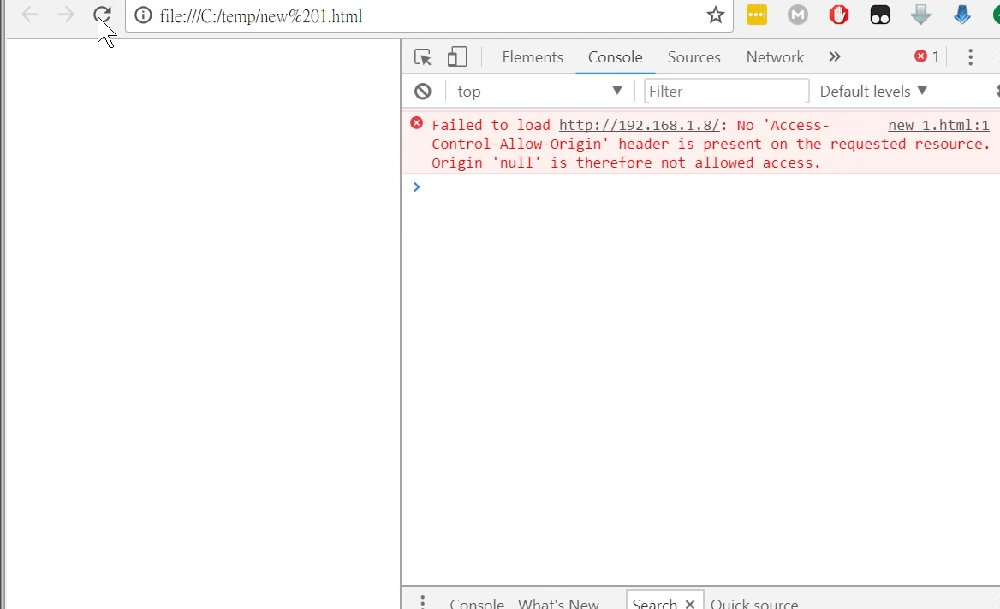 file:///C:/temp/new%201.html
Elements Console Sources Network 1
top Filter Default levels
Failed to load http://192.168.1.8/: No 'Access- new 1.html:1
Control-Allow-Origin' header is present on the requested resource.
Origin 'null' is therefore not allowed access.
Console What's New Search Quick source